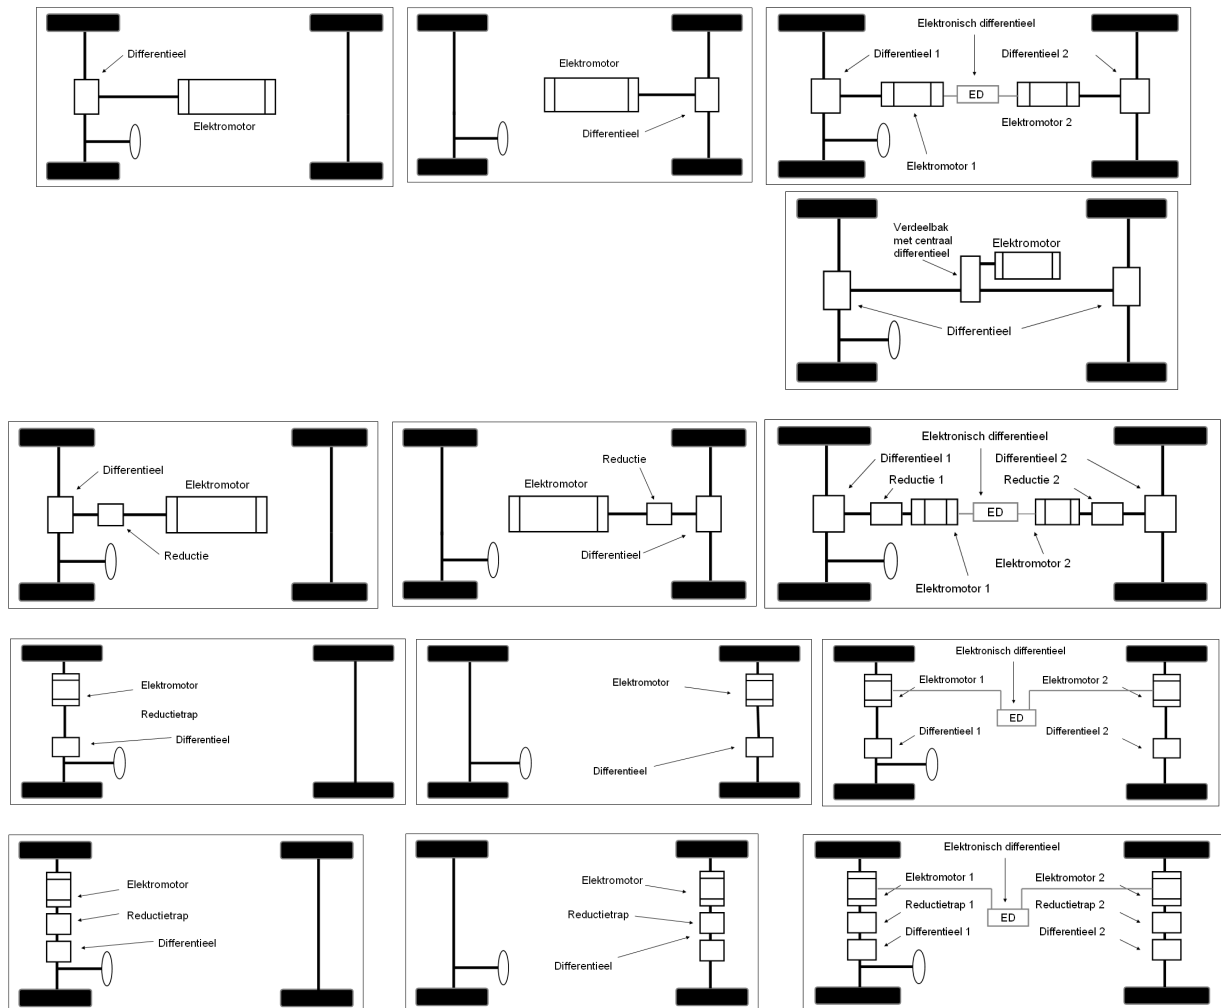 Differentieel
Elektromotor
Elektromotor
Differentieel
Elektronisch differentieel
Differentieel 1
Differentieel 2
ED
Elektromotor 2
Elektromotor 1
Verdeelbak
met centraal
differentieel
Elektromotor
Differentieel
Differentieel
Elektromotor
Reductie
Reductie
Elektromotor
Differentieel
Elektronisch differentieel
Differentieel 1
Differentieel 2
Reductie 1
Reductie 2
ED
Elektromotor 2
Elektromotor 1
Elektromotor
Reductietrap
Differentieel
Elektromotor
Differentieel
Elektronisch differentieel
Elektromotor 1
Elektromotor 2
ED
Differentieel 1
Differentieel 2
Elektromotor
Reductietrap
Differentieel
Elektromotor
Reductietrap
Differentieel
Elektronisch differentieel
Elektromotor 1
Elektromotor 2
Reductietrap 1
Reductietrap 2
ED
Differentieel 1
Differentieel 2